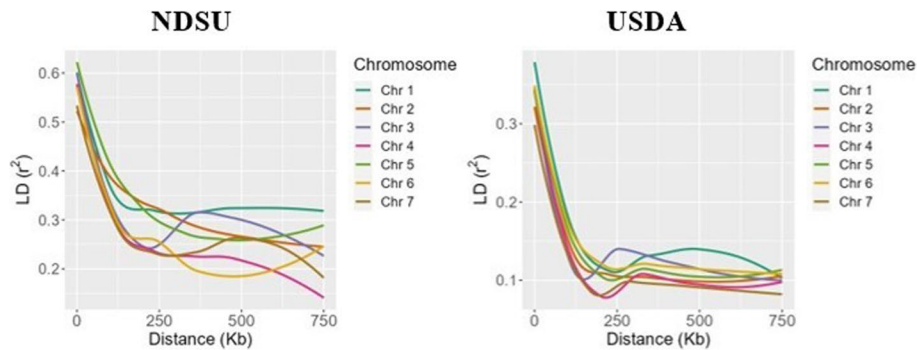 NDSU
USDA
LD (r²)
0.6
0.5
0.4
0.3
0.2
0
250
500
750
Distance (Kb)
Chromosome
Chr 1
Chr 2
Chr 3
Chr 4
Chr 5
Chr 6
Chr 7
LD (r²)
0.3
0.2
0.1
0
250
500
750
Distance (Kb)
Chromosome
Chr 1
Chr 2
Chr 3
Chr 4
Chr 5
Chr 6
Chr 7